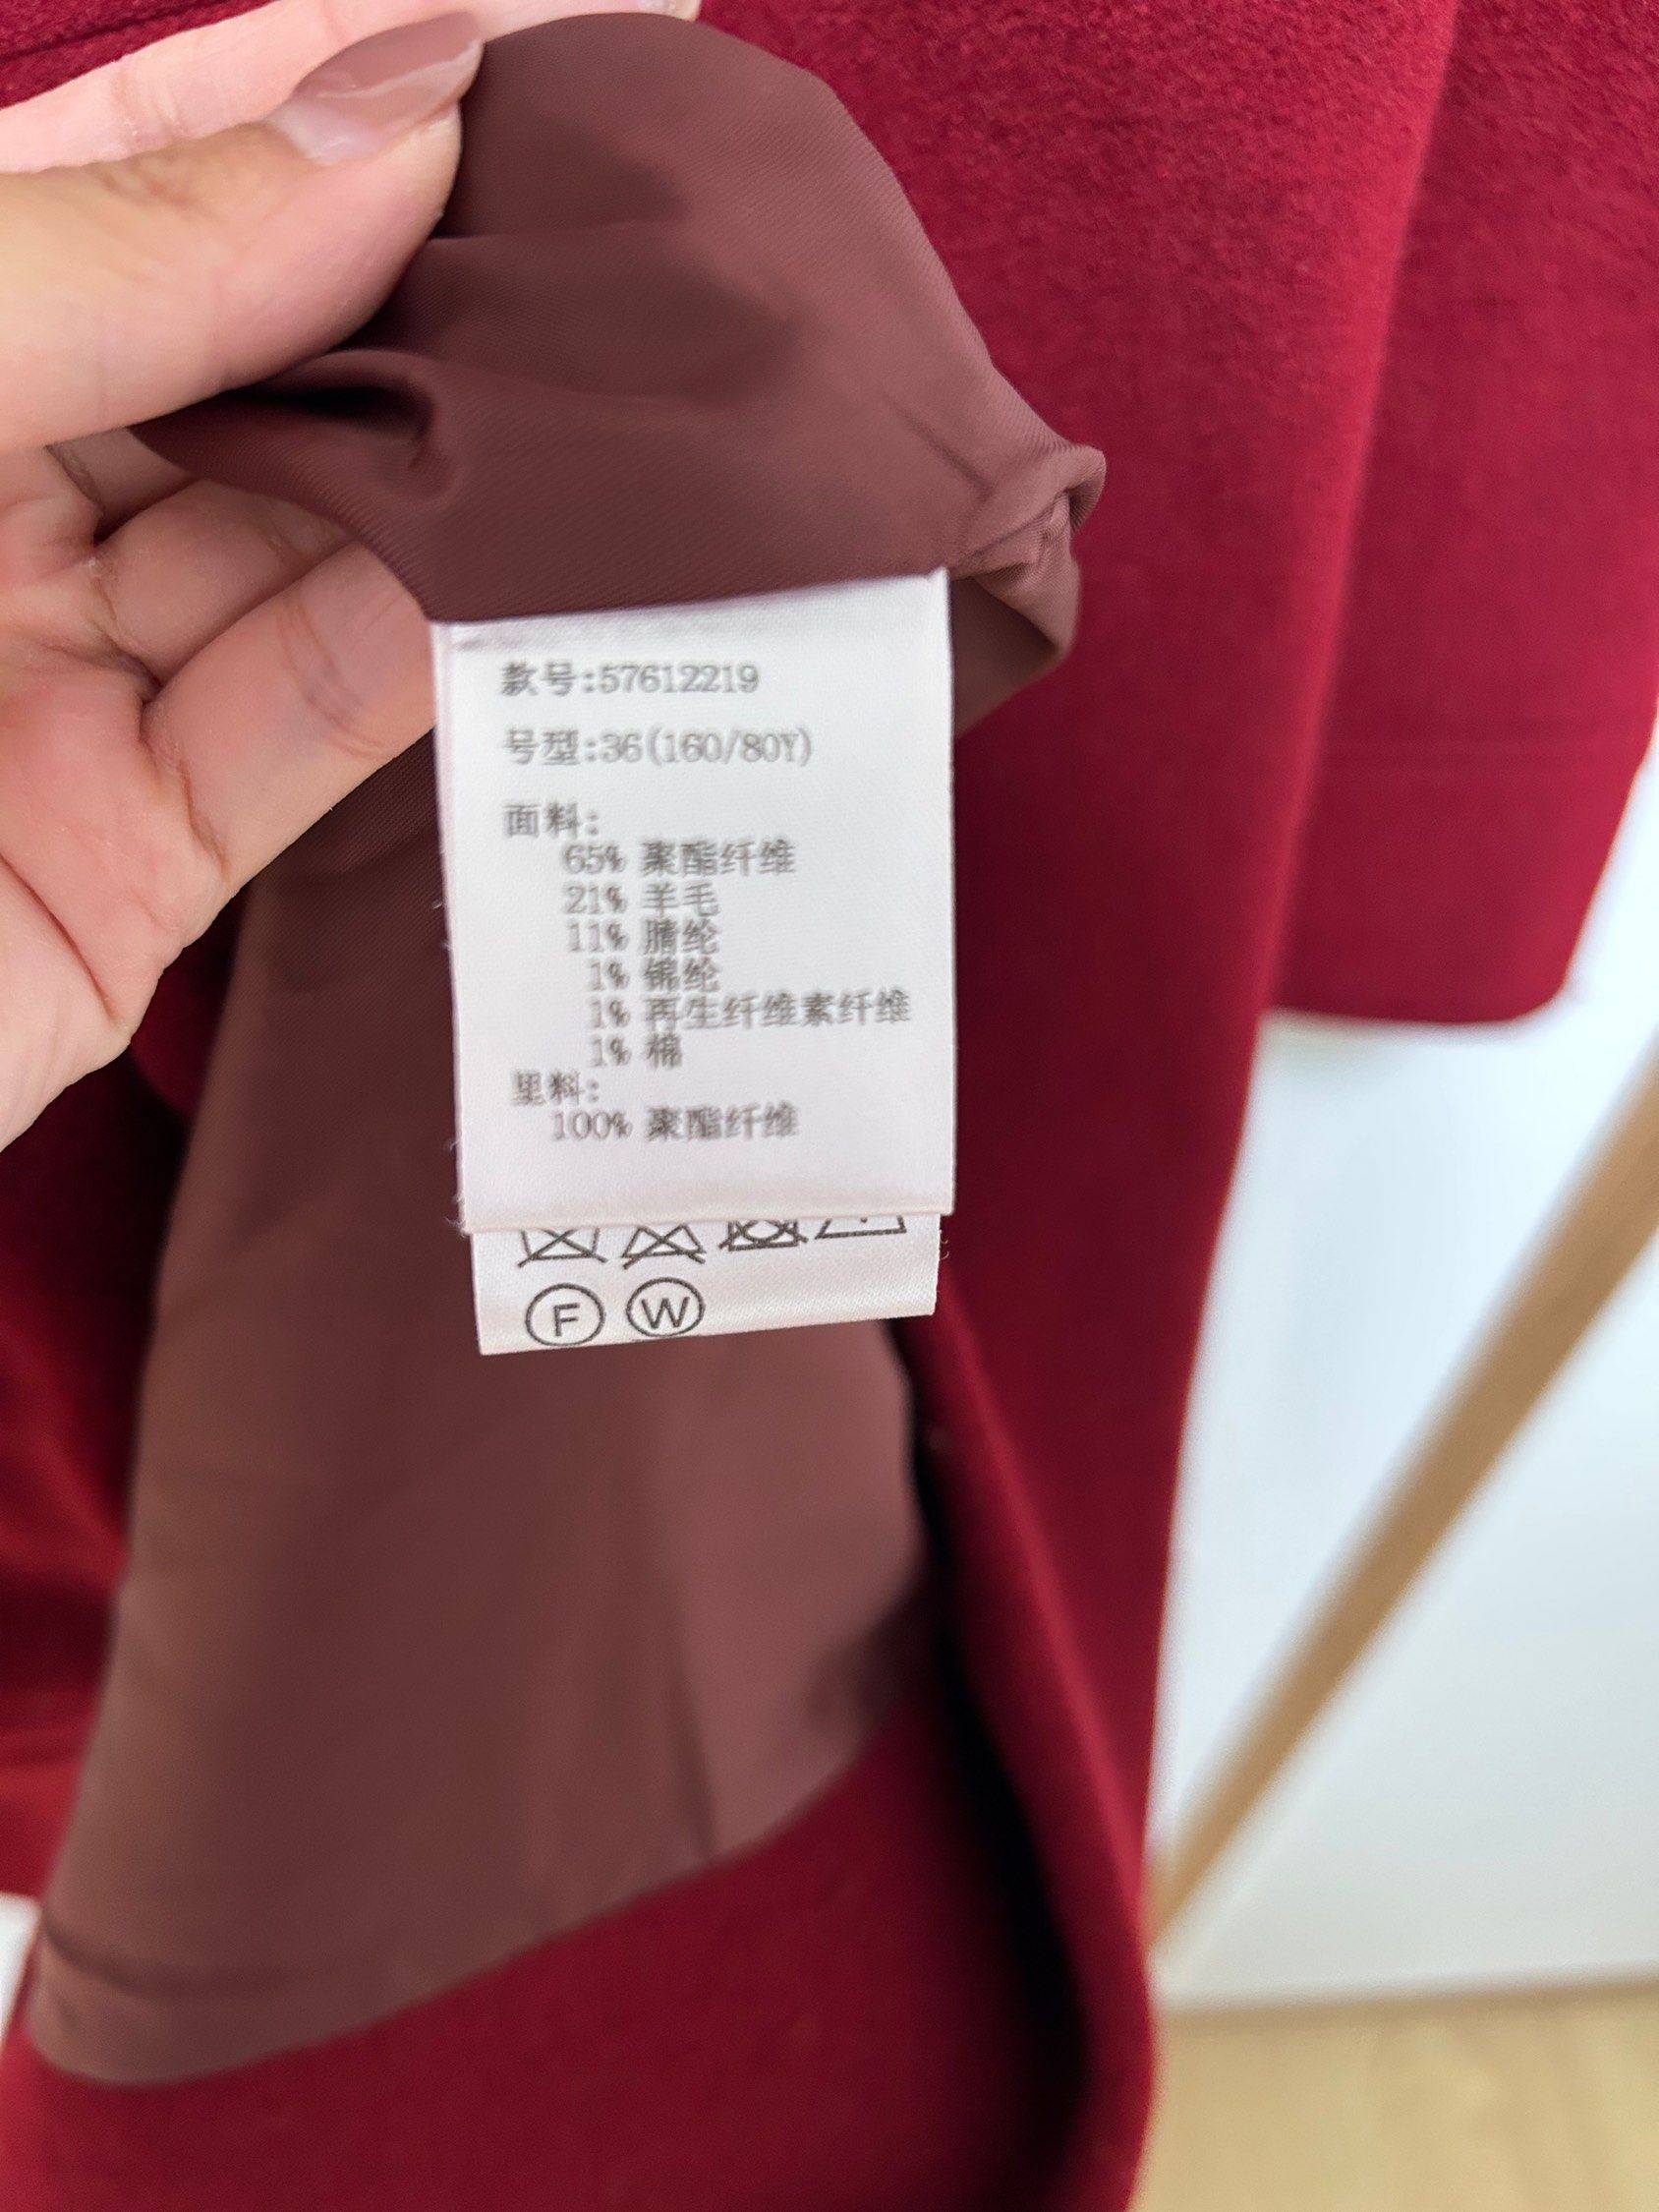 款号:57612219
号型:36(160/80Y)
面料:
65% 聚酯纤维
21% 羊毛
11% 腈纶
1% 锦纶
1% 再生纤维素纤维
1% 棉
里料:
100% 聚酯纤维
F W